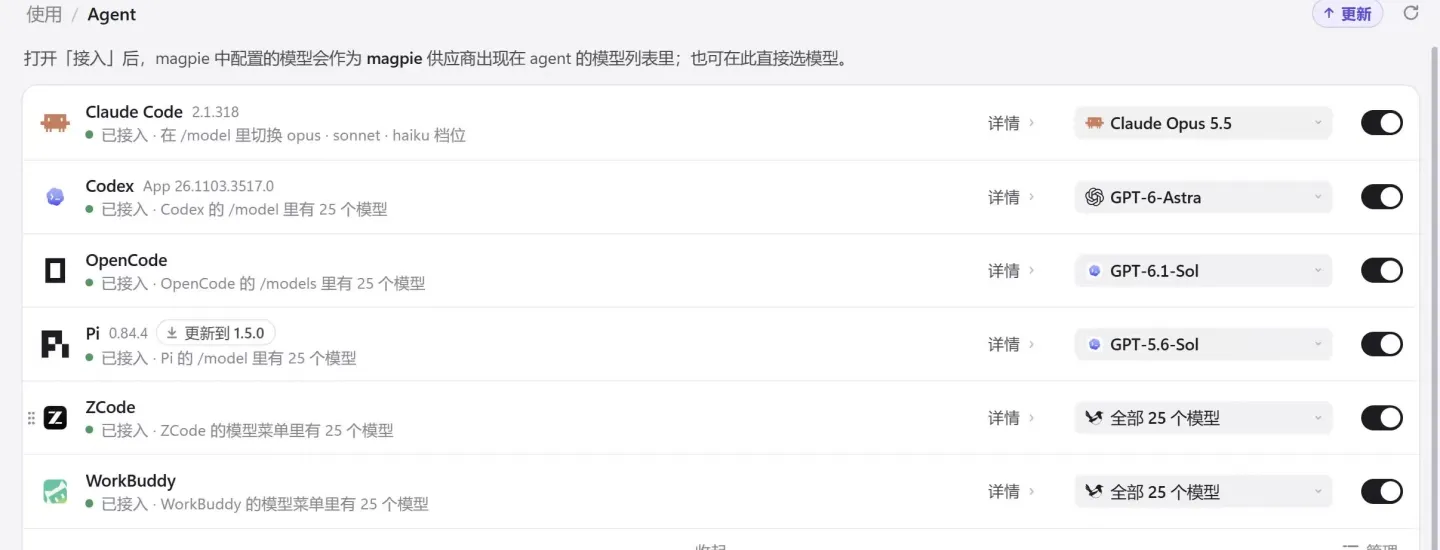 使用 / Agent
更新
打开「接入」后，magpie 中配置的模型会作为 magpie 供应商出现在 agent 的模型列表里；也可在此直接选模型。
Claude Code 2.1.318
已接入 · 在 /model 里切换 opus · sonnet · haiku 档位
详情
Claude Opus 5.5
Codex App 26.1103.3517.0
已接入 · Codex 的 /model 里有 25 个模型
详情
GPT-6-Astra
OpenCode
已接入 · OpenCode 的 /models 里有 25 个模型
详情
GPT-6.1-Sol
Pi 0.84.4 更新到 1.5.0
已接入 · Pi 的 /model 里有 25 个模型
详情
GPT-5.6-Sol
ZCode
已接入 · ZCode 的模型菜单里有 25 个模型
详情
全部 25 个模型
WorkBuddy
已接入 · WorkBuddy 的模型菜单里有 25 个模型
详情
全部 25 个模型
收起
管理